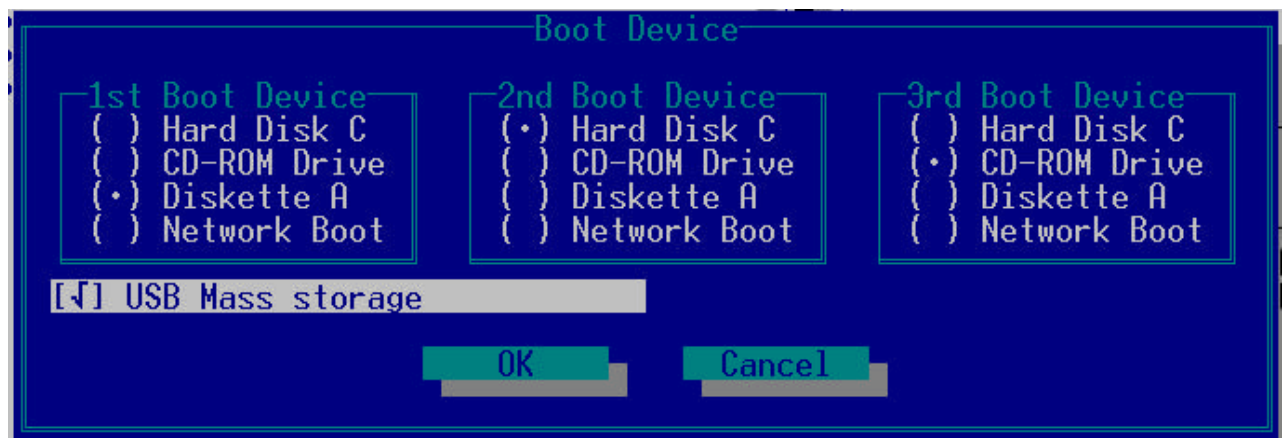 Boot Device
1st Boot Device
( ) Hard Disk C
( ) CD-ROM Drive
(·) Diskette A
( ) Network Boot
2nd Boot Device
(·) Hard Disk C
( ) CD-ROM Drive
( ) Diskette A
( ) Network Boot
3rd Boot Device
( ) Hard Disk C
(·) CD-ROM Drive
( ) Diskette A
( ) Network Boot
[√] USB Mass storage
OK
Cancel